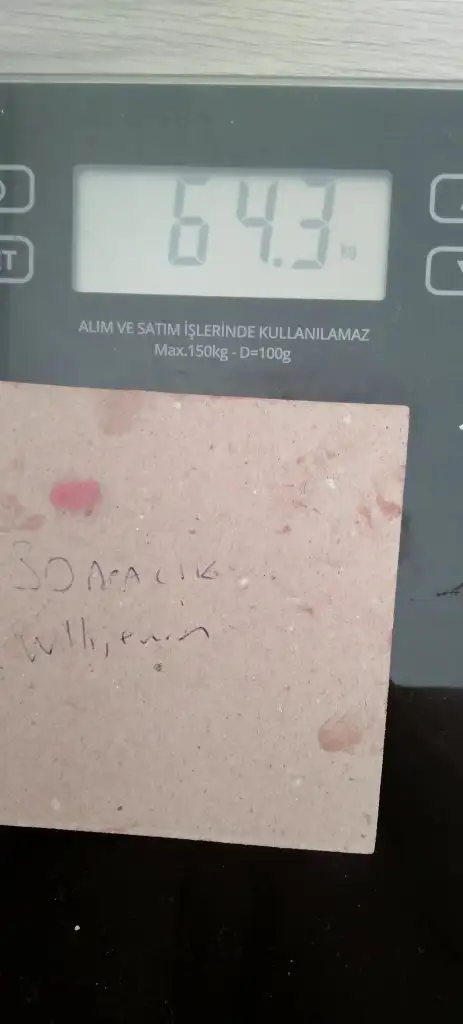 64.3 kg
ALIM VE SATIM İŞLERİNDE KULLANILAMAZ
Max.150kg - D=100g
30 Aralık